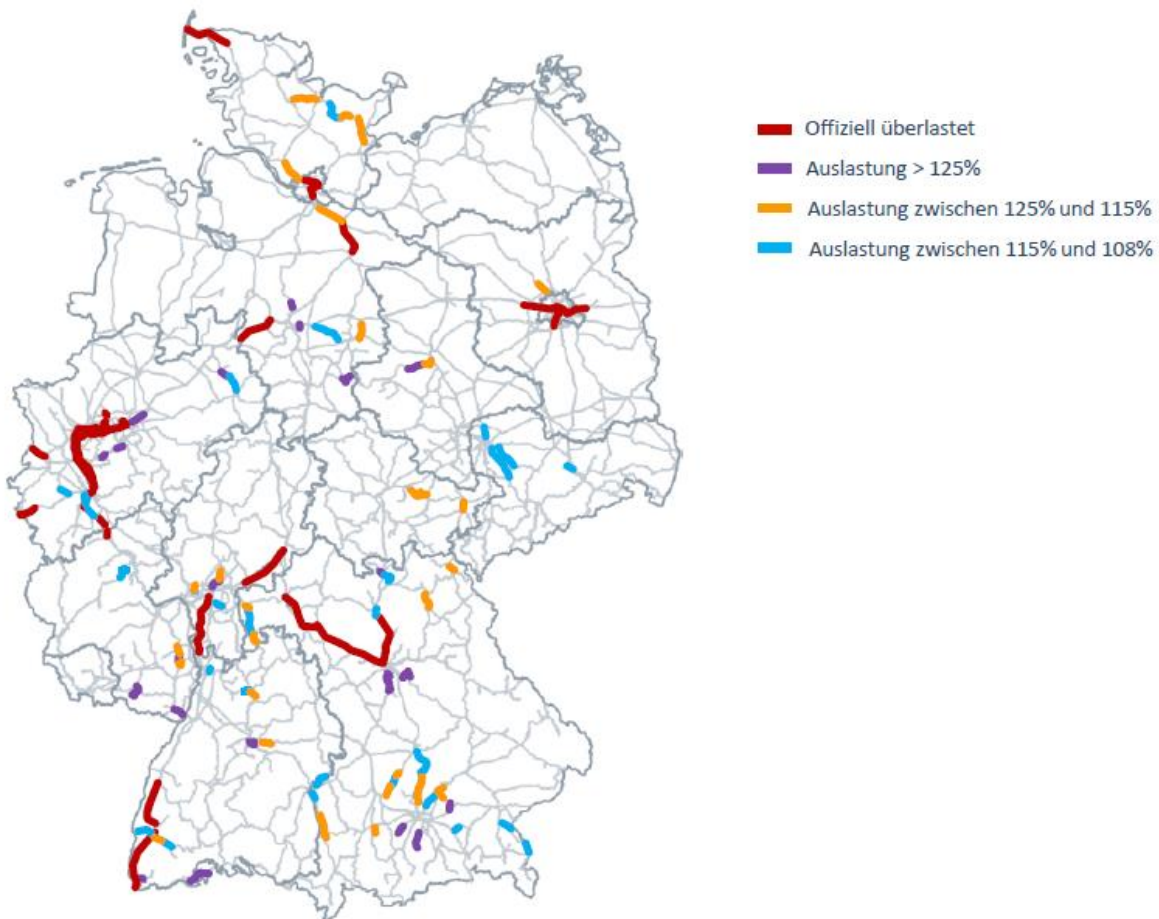 Offiziell überlastet
Auslastung > 125%
Auslastung zwischen 125% und 115%
Auslastung zwischen 115% und 108%